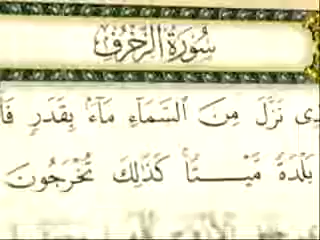 سُورَةُ الزُّخْرُفِ
نَزَّلَ مِنَ السَّمَاءِ مَاءً بِقَدَرٍ
بَلْدَةً مَّيْتًا كَذَٰلِكَ تُخْرَجُونَ